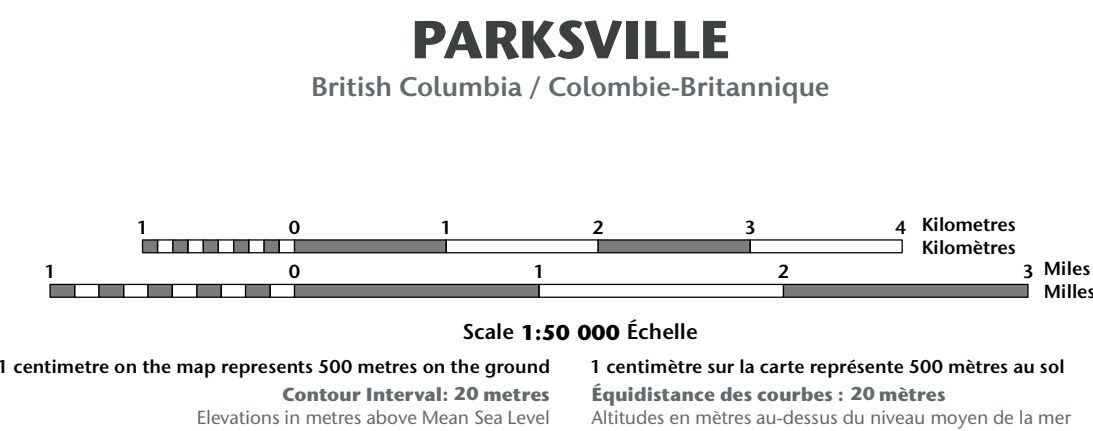 PARKSVILLE
British Columbia / Colombie-Britannique
1 0 1 2 3 4 Kilometres
Kilomètres
1 0 1 2 3 Miles
Milles
Scale 1:50 000 Échelle
1 centimetre on the map represents 500 metres on the ground
1 centimètre sur la carte représente 500 mètres au sol
Contour Interval: 20 metres
Équidistance des courbes : 20 mètres
Elevations in metres above Mean Sea Level
Altitudes en mètres au-dessus du niveau moyen de la mer